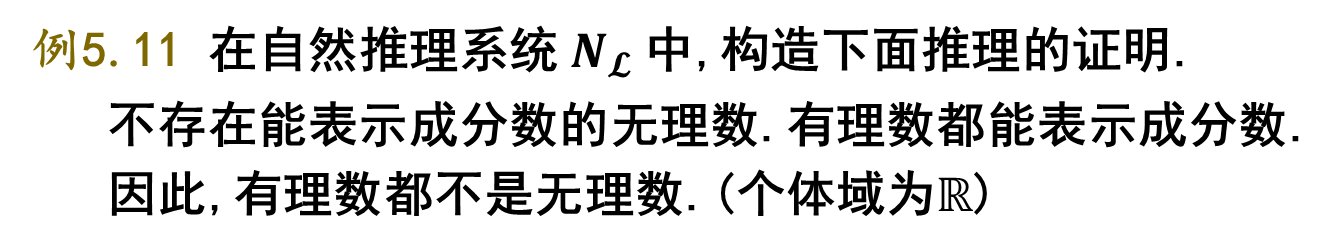 例5.11 在自然推理系统 N_ℒ 中,构造下面推理的证明.
不存在能表示成分数的无理数. 有理数都能表示成分数.
因此,有理数都不是无理数. (个体域为ℝ)